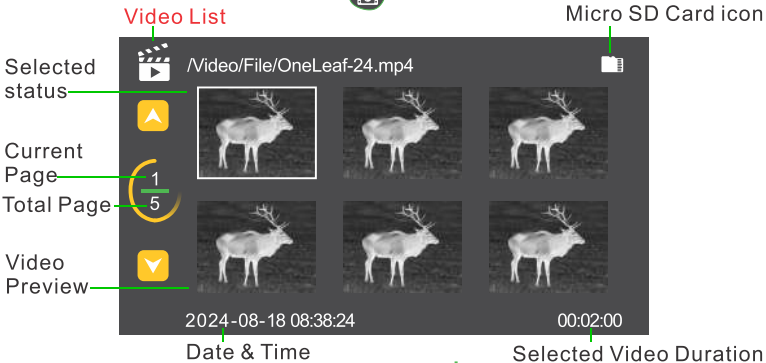 Video List
Micro SD Card icon
/Video/File/OneLeaf-24.mp4
Selected
status
Current
Page
1
Total Page
5
Video
Preview
2024-08-18 08:38:24
00:02:00
Date & Time
Selected Video Duration